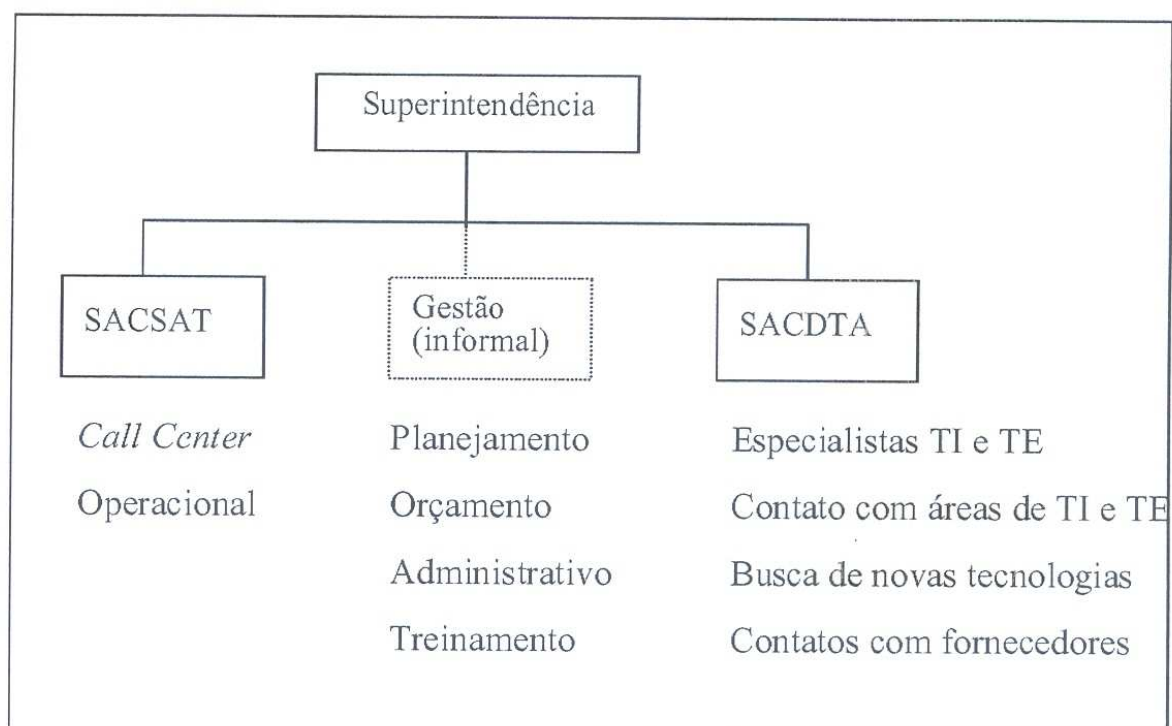 Superintendência
SACSAT
Gestão
(informal)
SACDTA
Call Center
Operacional
Planejamento
Orçamento
Administrativo
Treinamento
Especialistas TI e TE
Contato com áreas de TI e TE
Busca de novas tecnologias
Contatos com fornecedores